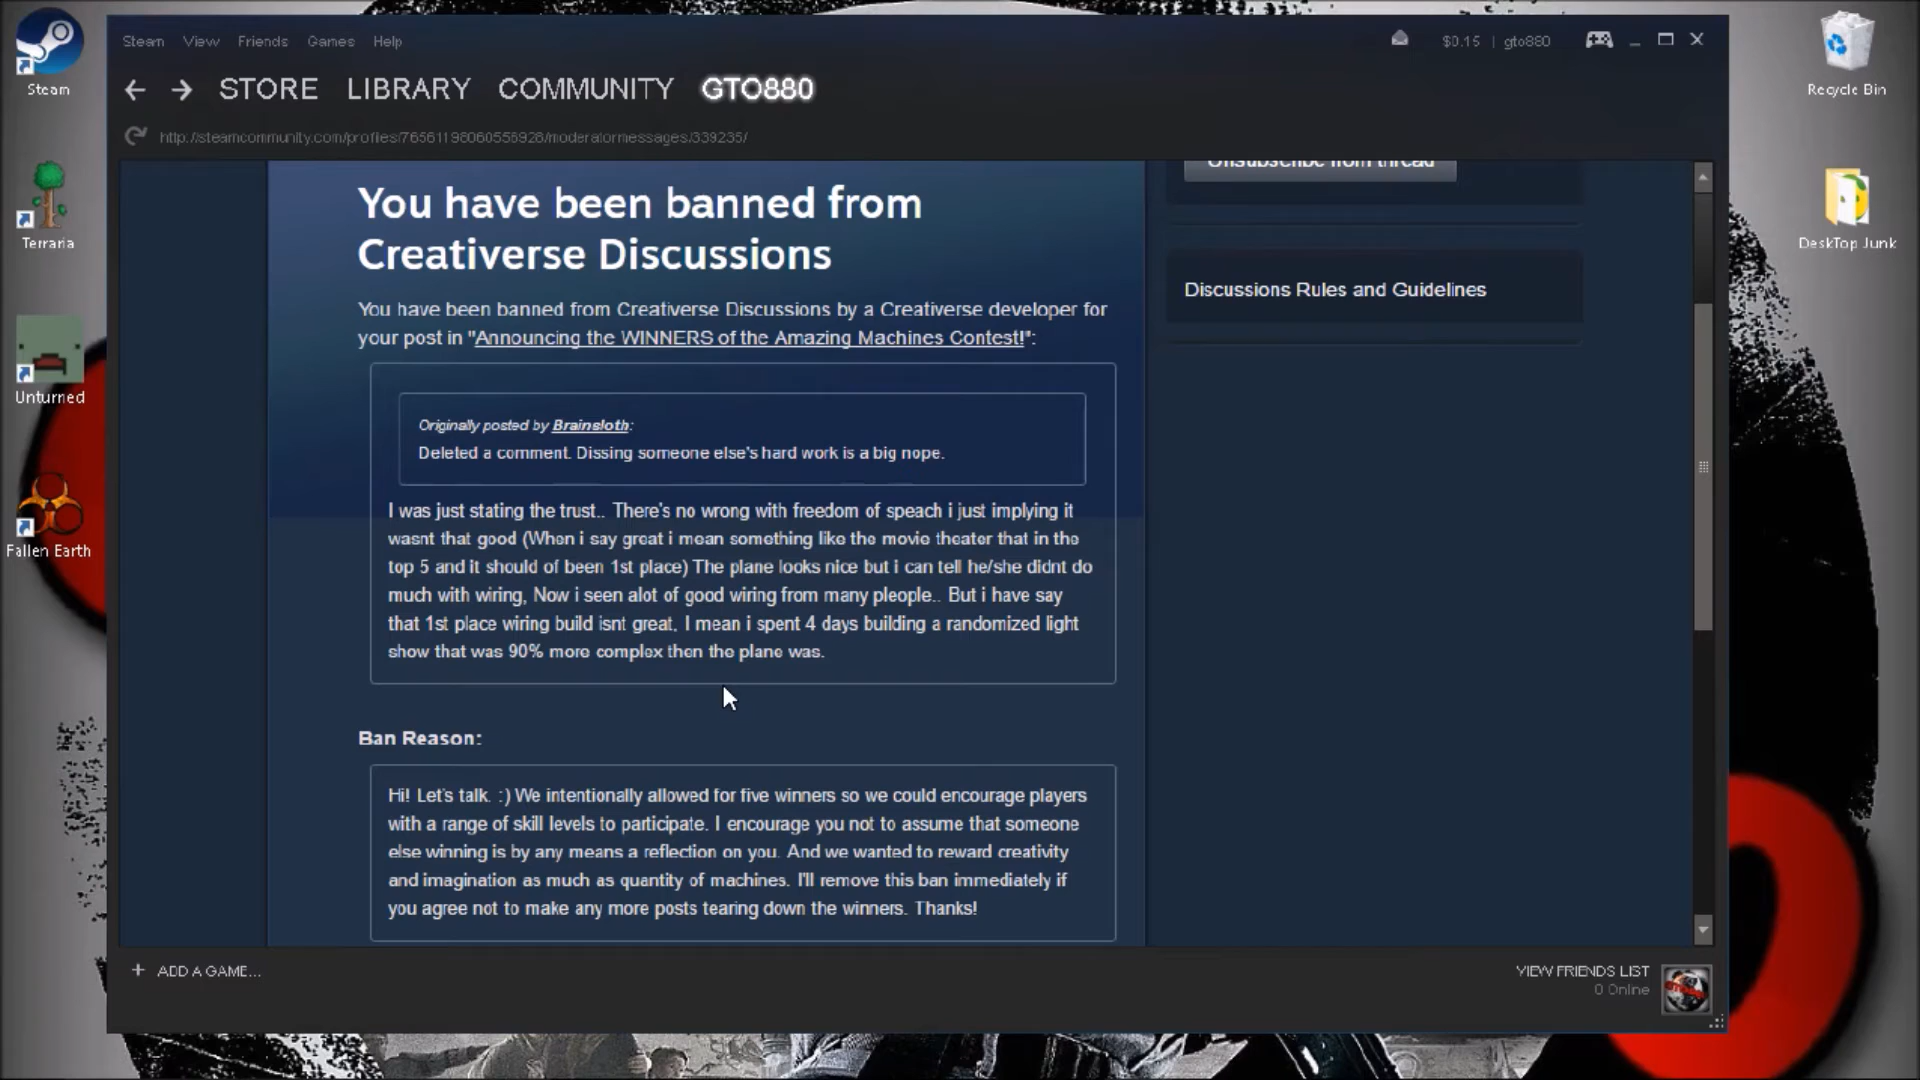 Steam View Friends Games Help
$0.15 | gto880
Steam
Recycle Bin
STORE LIBRARY COMMUNITY GTO880
http://steamcommunity.com/profiles/76561198060556928/moderatormessages/339235/
Unsubscribe from thread
Terraria
DeskTop Junk
You have been banned from
Creativerse Discussions
Discussions Rules and Guidelines
You have been banned from Creativerse Discussions by a Creativerse developer for
your post in "Announcing the WINNERS of the Amazing Machines Contest!":
Unturned
Originally posted by Brainsloth:
Deleted a comment. Dissing someone else's hard work is a big nope.
I was just stating the trust.. There's no wrong with freedom of speach i just implying it
wasnt that good (When i say great i mean something like the movie theater that in the
Fallen Earth
top 5 and it should of been 1st place) The plane looks nice but i can tell he/she didnt do
much with wiring, Now i seen alot of good wiring from many pleople.. But i have say
that 1st place wiring build isnt great, I mean i spent 4 days building a randomized light
show that was 90% more complex then the plane was.
Ban Reason:
Hi! Let's talk. :) We intentionally allowed for five winners so we could encourage players
with a range of skill levels to participate. I encourage you not to assume that someone
else winning is by any means a reflection on you. And we wanted to reward creativity
and imagination as much as quantity of machines. I'll remove this ban immediately if
you agree not to make any more posts tearing down the winners. Thanks!
+ ADD A GAME...
VIEW FRIENDS LIST
0 Online